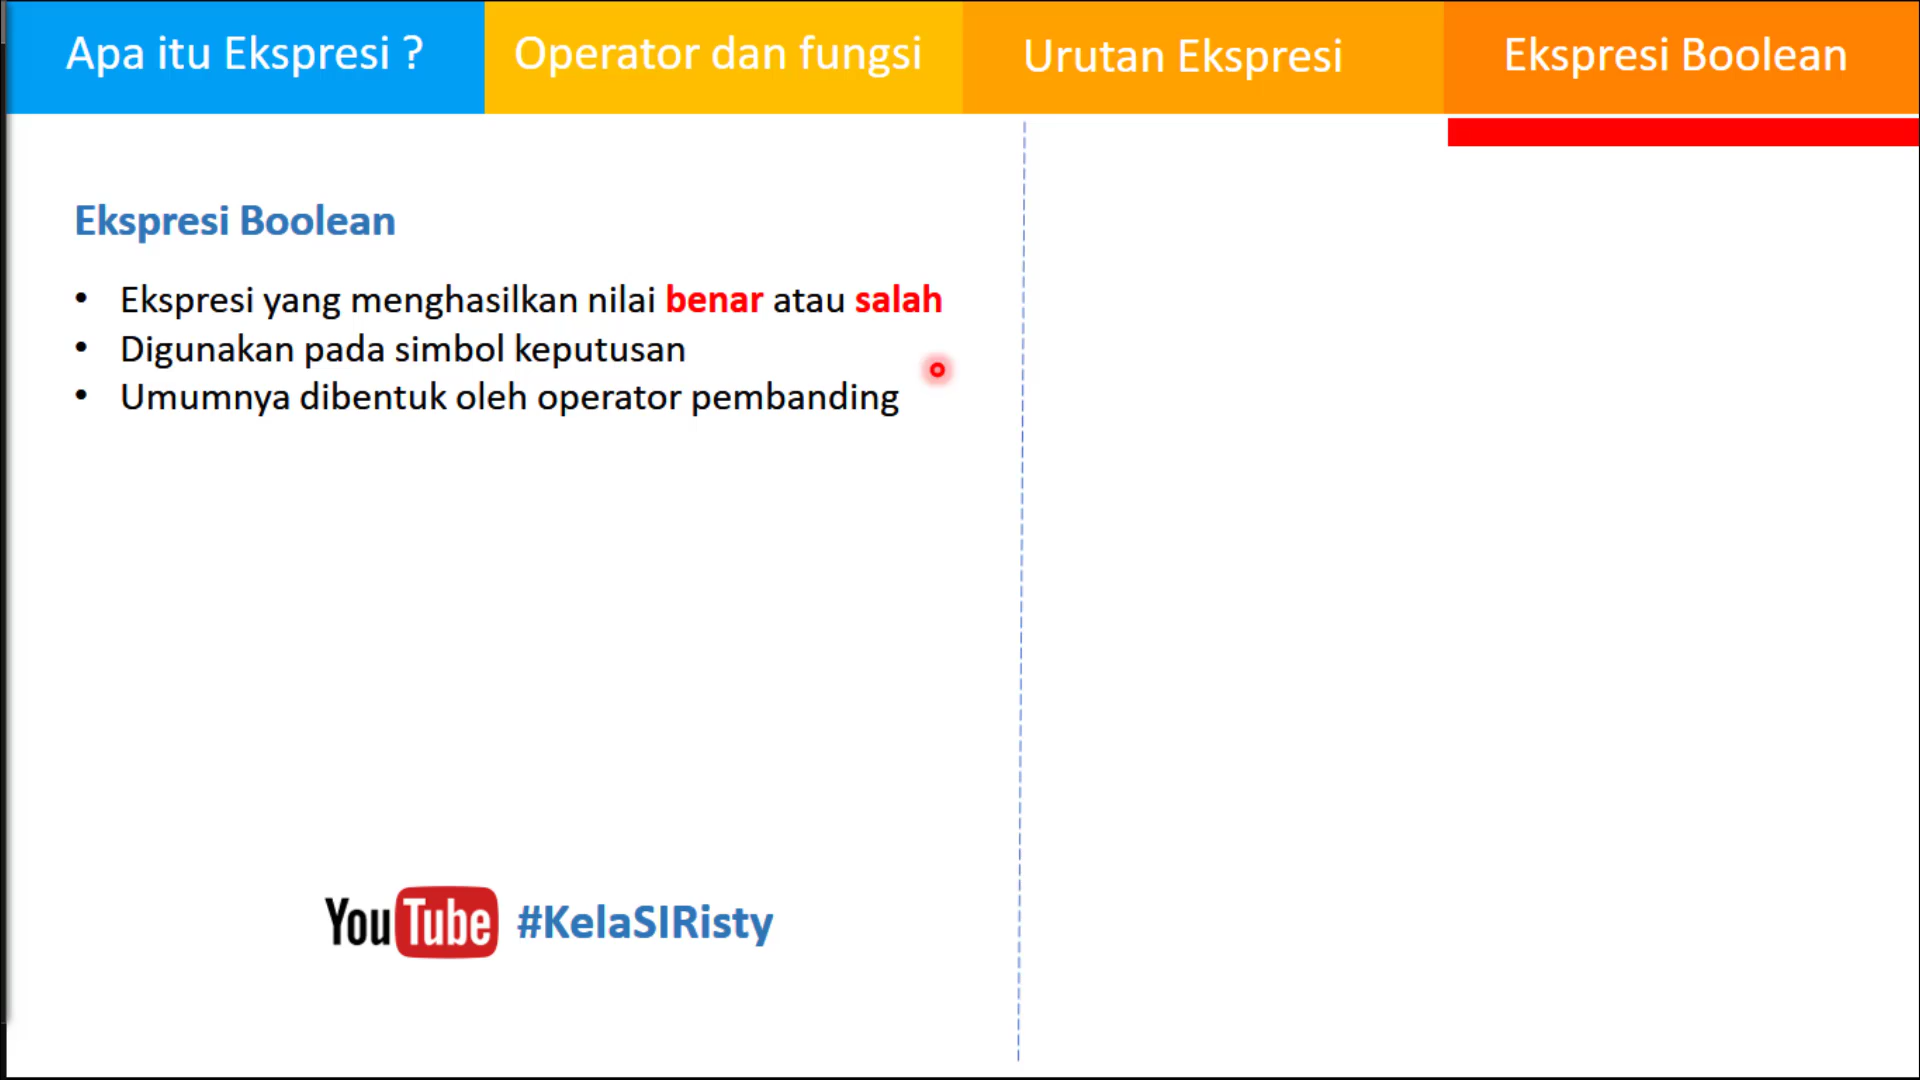 Apa itu Ekspresi ?
Operator dan fungsi
Urutan Ekspresi
Ekspresi Boolean
Ekspresi Boolean
• Ekspresi yang menghasilkan nilai benar atau salah
• Digunakan pada simbol keputusan
• Umumnya dibentuk oleh operator pembanding
YouTube #KelaSIRisty